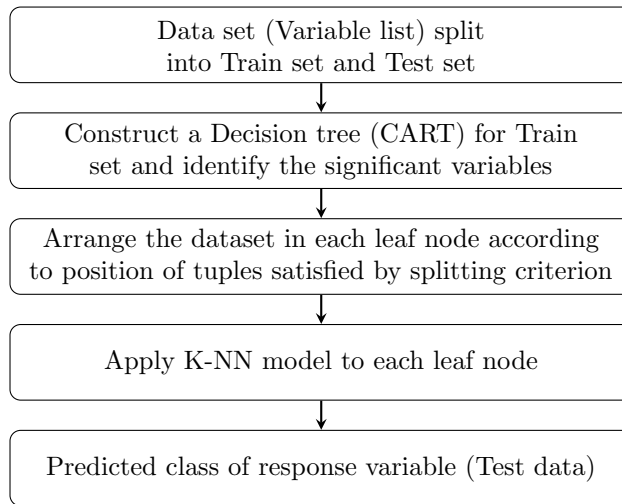 Data set (Variable list) split
into Train set and Test set
Construct a Decision tree (CART) for Train
set and identify the significant variables
Arrange the dataset in each leaf node according
to position of tuples satisfied by splitting criterion
Apply K-NN model to each leaf node
Predicted class of response variable (Test data)